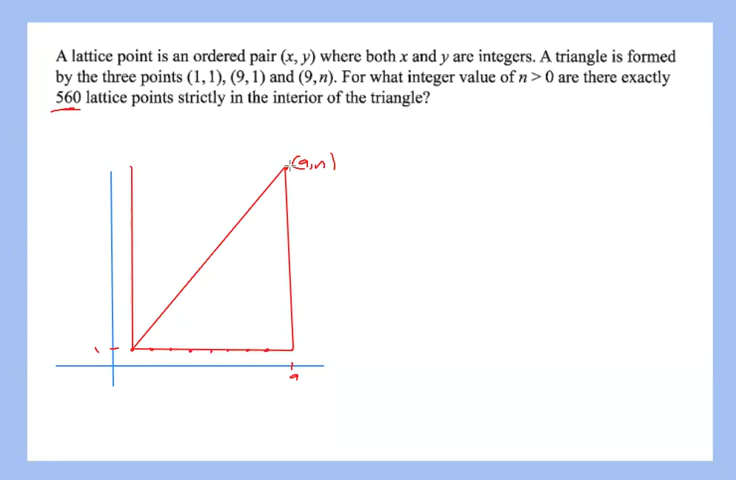 A lattice point is an ordered pair (x, y) where both x and y are integers. A triangle is formed
by the three points (1, 1), (9, 1) and (9, n). For what integer value of n > 0 are there exactly
560 lattice points strictly in the interior of the triangle?
(9,n)
1
9